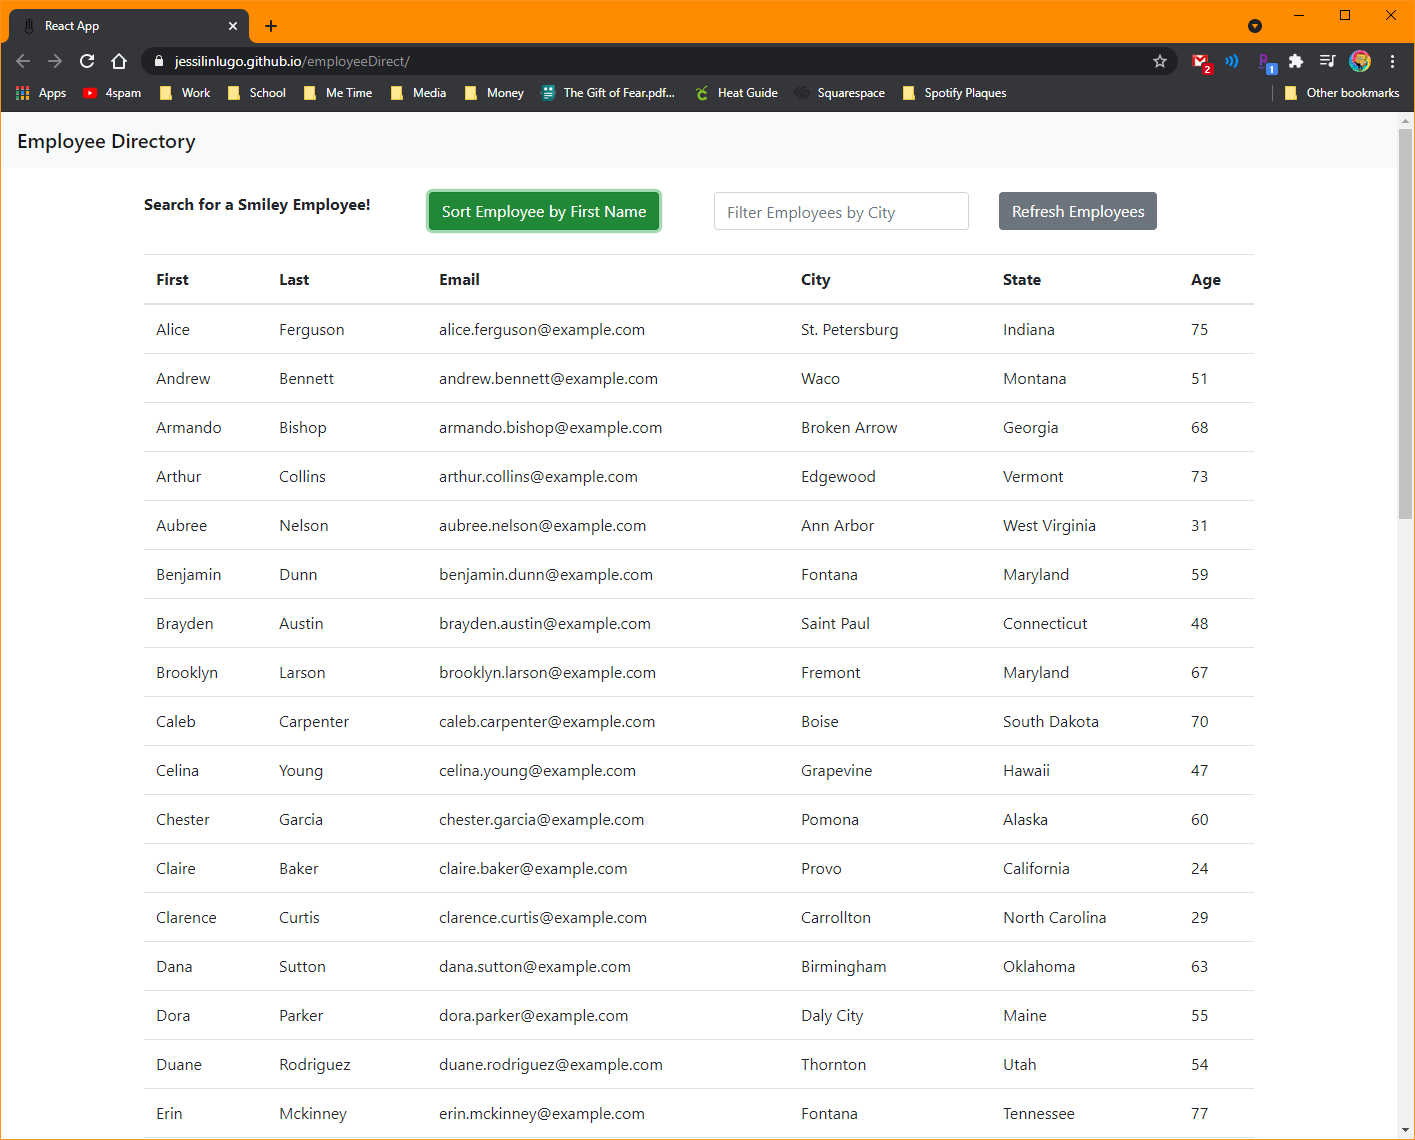 React App
jessilinlugo.github.io/employeeDirect/
2
1
Apps 4spam Work School Me Time Media Money The Gift of Fear.pdf... Heat Guide Squarespace Spotify Plaques Other bookmarks
Employee Directory
Search for a Smiley Employee! Sort Employee by First Name Filter Employees by City Refresh Employees
First Last Email City State Age
Alice Ferguson alice.ferguson@example.com St. Petersburg Indiana 75
Andrew Bennett andrew.bennett@example.com Waco Montana 51
Armando Bishop armando.bishop@example.com Broken Arrow Georgia 68
Arthur Collins arthur.collins@example.com Edgewood Vermont 73
Aubree Nelson aubree.nelson@example.com Ann Arbor West Virginia 31
Benjamin Dunn benjamin.dunn@example.com Fontana Maryland 59
Brayden Austin brayden.austin@example.com Saint Paul Connecticut 48
Brooklyn Larson brooklyn.larson@example.com Fremont Maryland 67
Caleb Carpenter caleb.carpenter@example.com Boise South Dakota 70
Celina Young celina.young@example.com Grapevine Hawaii 47
Chester Garcia chester.garcia@example.com Pomona Alaska 60
Claire Baker claire.baker@example.com Provo California 24
Clarence Curtis clarence.curtis@example.com Carrollton North Carolina 29
Dana Sutton dana.sutton@example.com Birmingham Oklahoma 63
Dora Parker dora.parker@example.com Daly City Maine 55
Duane Rodriguez duane.rodriguez@example.com Thornton Utah 54
Erin Mckinney erin.mckinney@example.com Fontana Tennessee 77